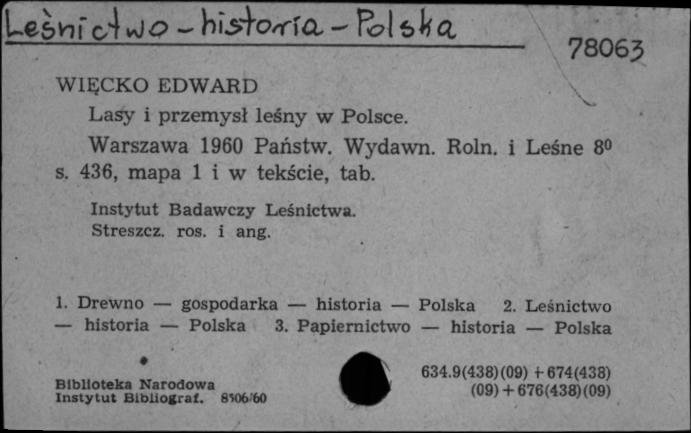 Leśnictwo – historia – Polska
78063
WIĘCKO EDWARD
Lasy i przemysł leśny w Polsce.
Warszawa 1960 Państw. Wydawn. Roln. i Leśne 8⁰
s. 436, mapa 1 i w tekście, tab.
Instytut Badawczy Leśnictwa.
Streszcz. ros. i ang.
1. Drewno — gospodarka — historia — Polska 2. Leśnictwo
— historia — Polska 3. Papiernictwo — historia — Polska
634.9(438)(09) + 674(438)
(09) + 676(438)(09)
Biblioteka Narodowa
Instytut Bibliograf. 8506/60